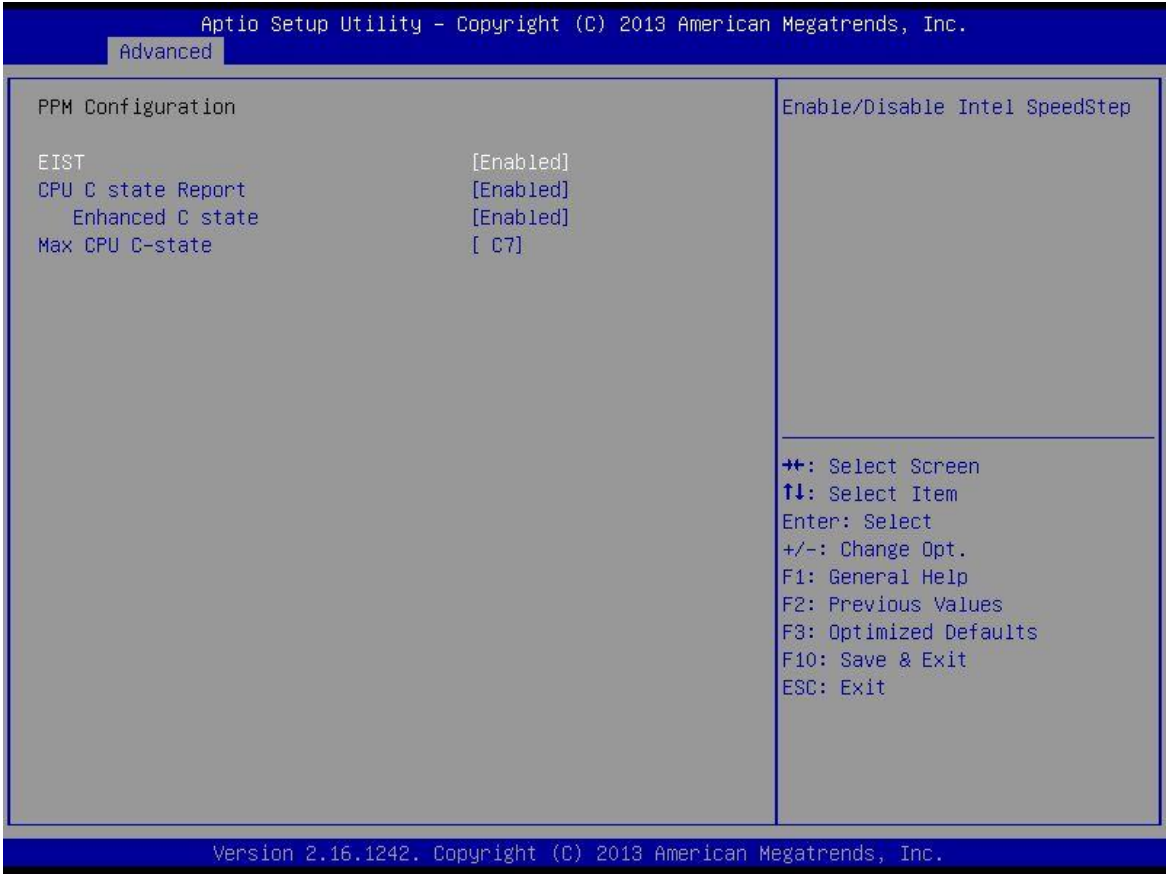 Aptio Setup Utility – Copyright (C) 2013 American Megatrends, Inc.
Advanced
PPM Configuration
EIST [Enabled]
CPU C state Report [Enabled]
Enhanced C state [Enabled]
Max CPU C-state [ C7]
Enable/Disable Intel SpeedStep
→←: Select Screen
↑↓: Select Item
Enter: Select
+/-: Change Opt.
F1: General Help
F2: Previous Values
F3: Optimized Defaults
F10: Save & Exit
ESC: Exit
Version 2.16.1242. Copyright (C) 2013 American Megatrends, Inc.